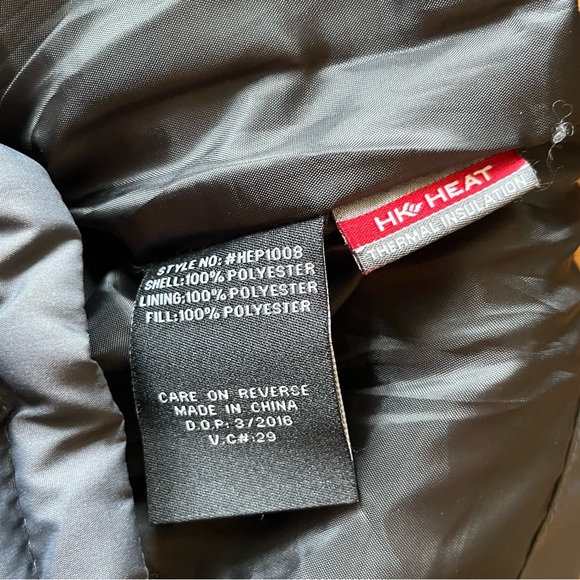 HK HEAT
THERMAL INSULATION
STYLE NO: #HEP1008
SHELL:100% POLYESTER
LINING:100% POLYESTER
FILL:100% POLYESTER
CARE ON REVERSE
MADE IN CHINA
D.O.P: 3/2016
V.C#:29